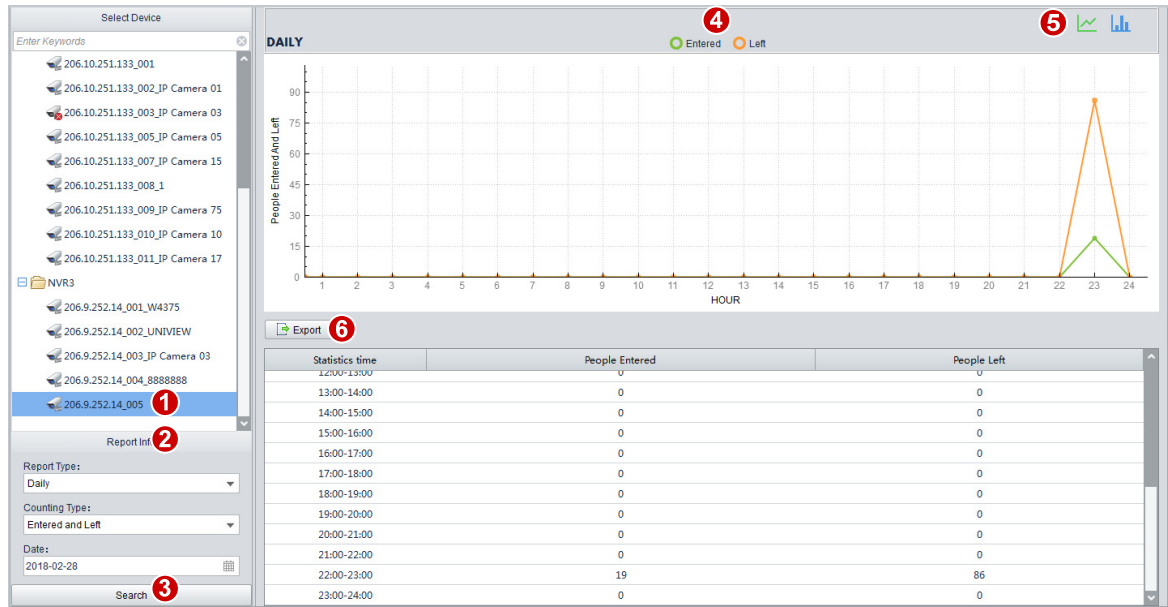 Select Device
Enter Keywords
206.10.251.133_001
206.10.251.133_002_IP Camera 01
206.10.251.133_003_IP Camera 03
206.10.251.133_005_IP Camera 05
206.10.251.133_007_IP Camera 15
206.10.251.133_008_1
206.10.251.133_009_IP Camera 75
206.10.251.133_010_IP Camera 10
206.10.251.133_011_IP Camera 17
NVR3
206.9.252.14_001_W4375
206.9.252.14_002_UNIVIEW
206.9.252.14_003_IP Camera 03
206.9.252.14_004_8888888
206.9.252.14_005 1
Report Inf 2
Report Type:
Daily
Counting Type:
Entered and Left
Date:
2018-02-28
Search 3
4
5
DAILY
Entered Left
People Entered And Left
90
75
60
45
30
15
0
1 2 3 4 5 6 7 8 9 10 11 12 13 14 15 16 17 18 19 20 21 22 23 24
HOUR
Export 6
Statistics time People Entered People Left
12:00-13:00 0 0
13:00-14:00 0 0
14:00-15:00 0 0
15:00-16:00 0 0
16:00-17:00 0 0
17:00-18:00 0 0
18:00-19:00 0 0
19:00-20:00 0 0
20:00-21:00 0 0
21:00-22:00 0 0
22:00-23:00 19 86
23:00-24:00 0 0